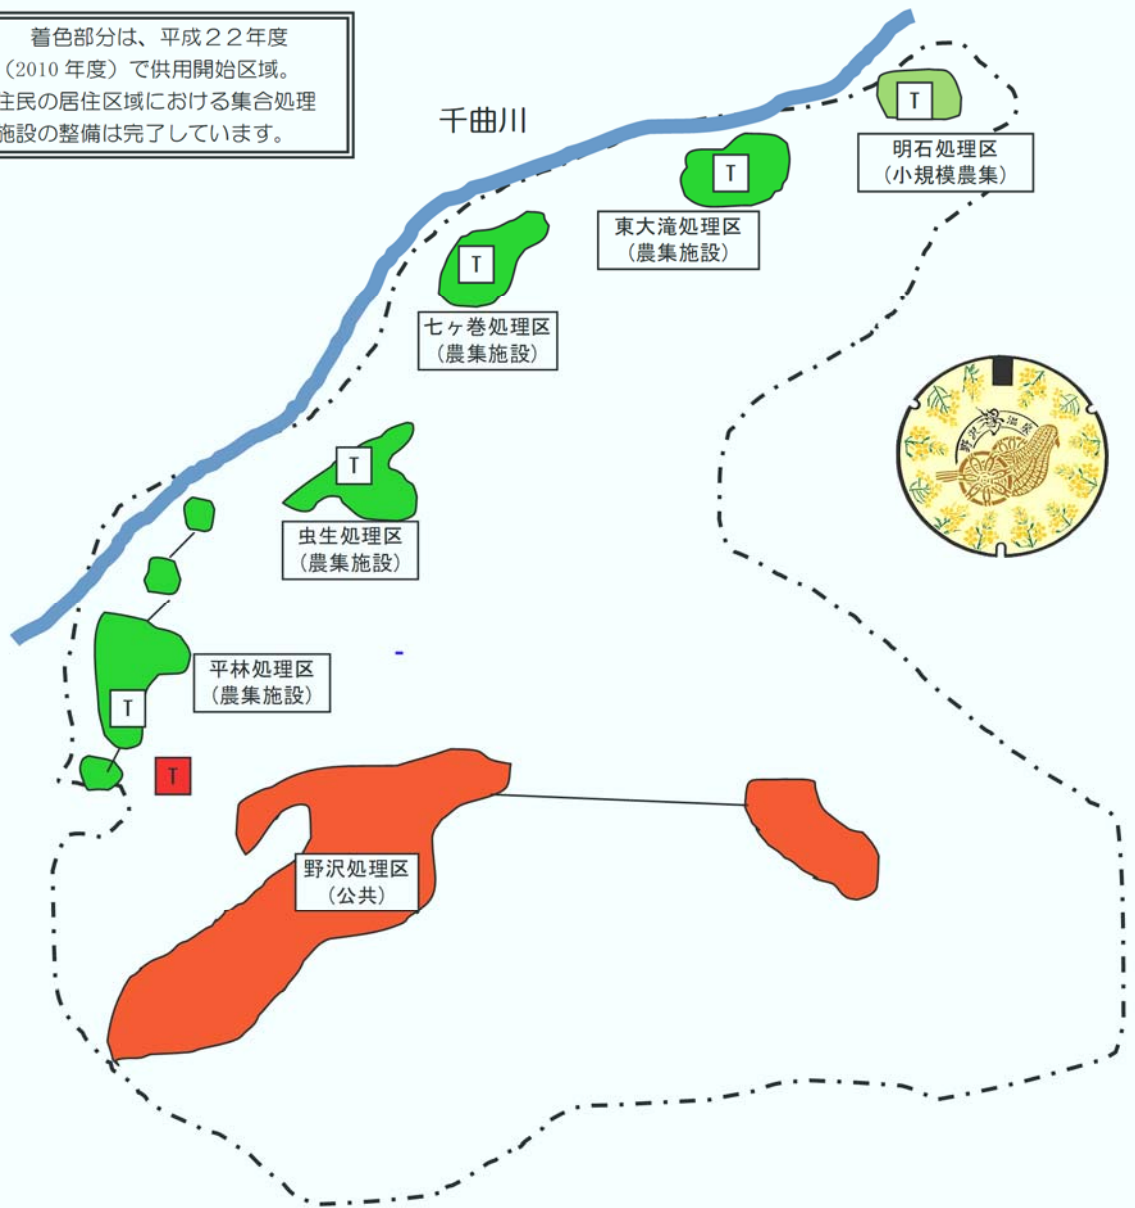 着色部分は、平成２２年度
（2010 年度）で供用開始区域。
住民の居住区域における集合処理
施設の整備は完了しています。
千曲川
T
明石処理区
（小規模農集）
T
東大滝処理区
（農集施設）
T
七ヶ巻処理区
（農集施設）
野沢温泉
T
虫生処理区
（農集施設）
平林処理区
（農集施設）
T
T
野沢処理区
（公共）